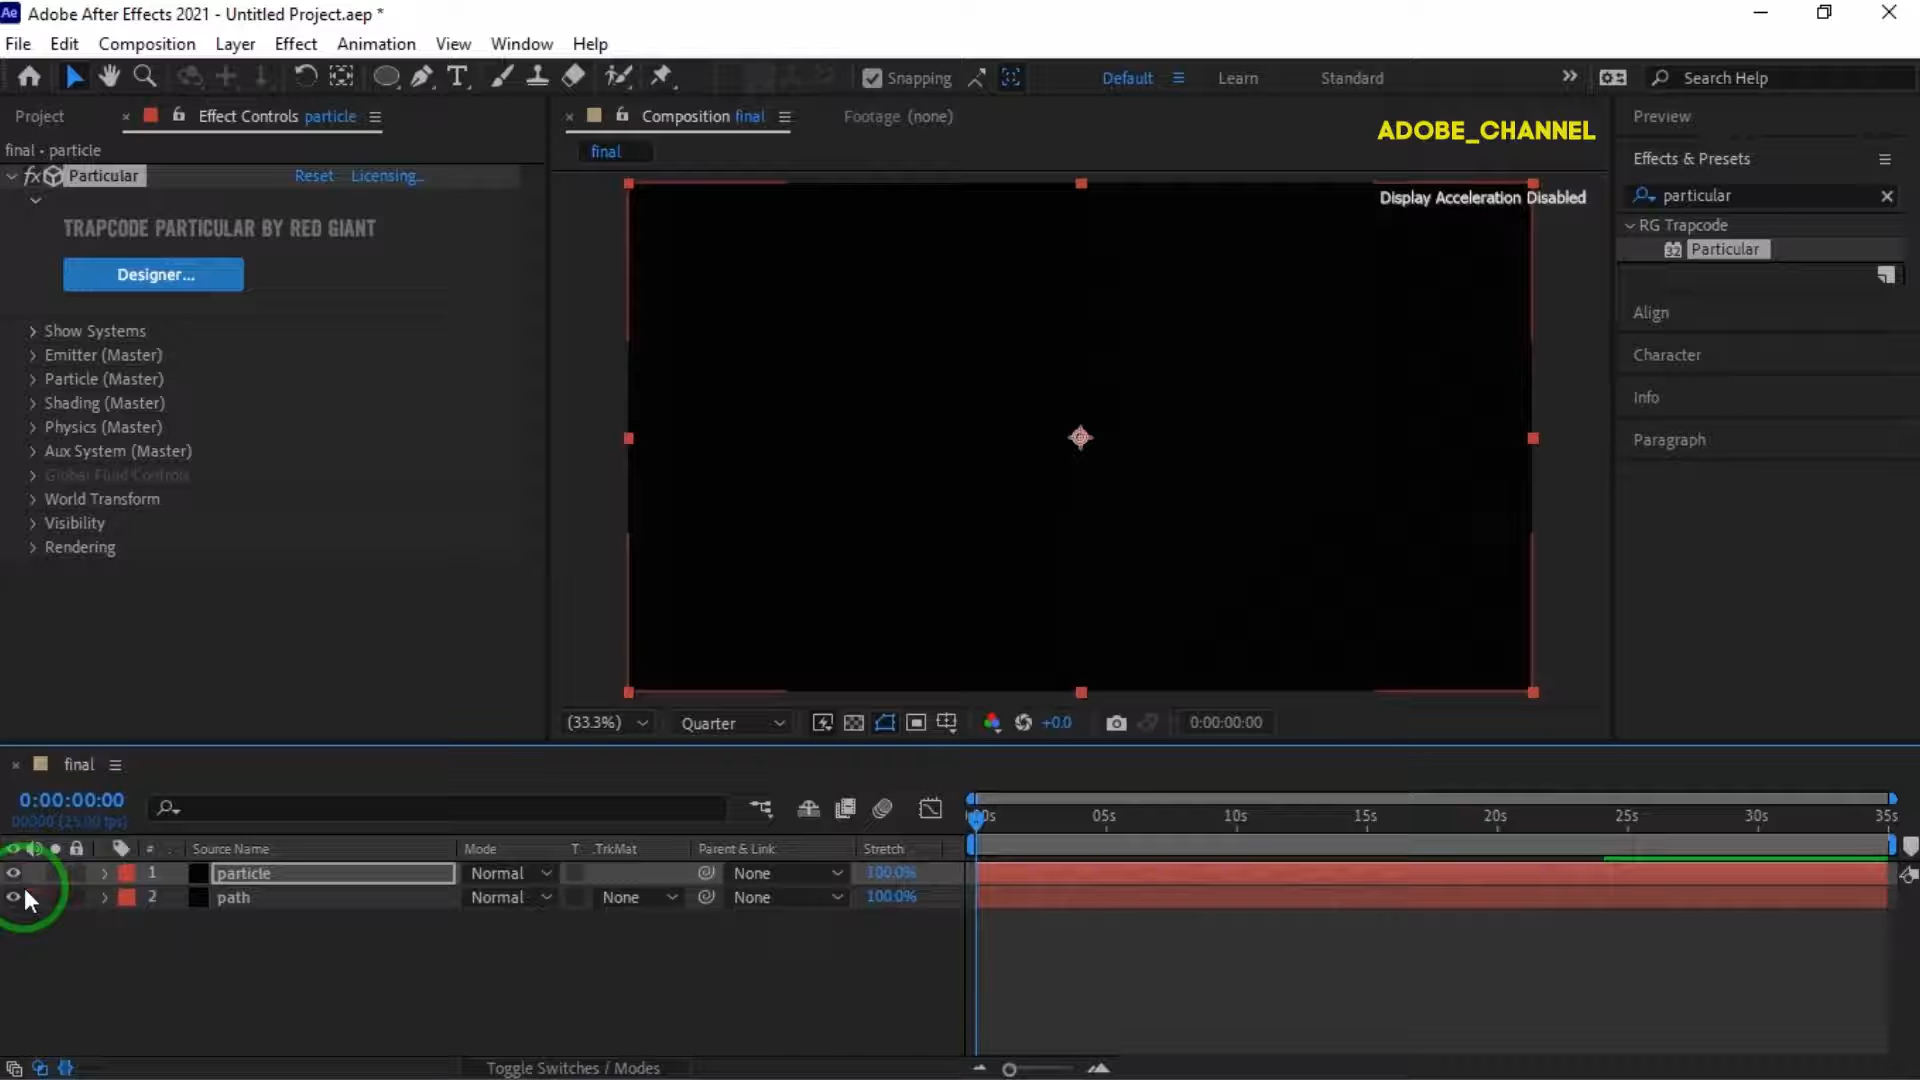 Ae Adobe After Effects 2021 - Untitled Project.aep *
File Edit Composition Layer Effect Animation View Window Help
Snapping Default Learn Standard Search Help
Project Effect Controls particle Composition final Footage (none) Preview
ADOBE_CHANNEL
final • particle
final
Effects & Presets
fx Particular Reset Licensing...
Display Acceleration Disabled
particular
TRAPCODE PARTICULAR BY RED GIANT
RG Trapcode
32 Particular
Designer...
Align
Show Systems
Emitter (Master)
Character
Particle (Master)
Shading (Master)
Info
Physics (Master)
Paragraph
Aux System (Master)
Global Fluid Controls
World Transform
Visibility
Rendering
(33.3%) Quarter +0.0 0:00:00:00
final
0:00:00:00
00000 (25.00 fps)
05s 10s 15s 20s 25s 30s 35s
# Source Name Mode T .TrkMat Parent & Link Stretch
1 particle Normal None 100.0%
2 path Normal None None 100.0%
Toggle Switches / Modes